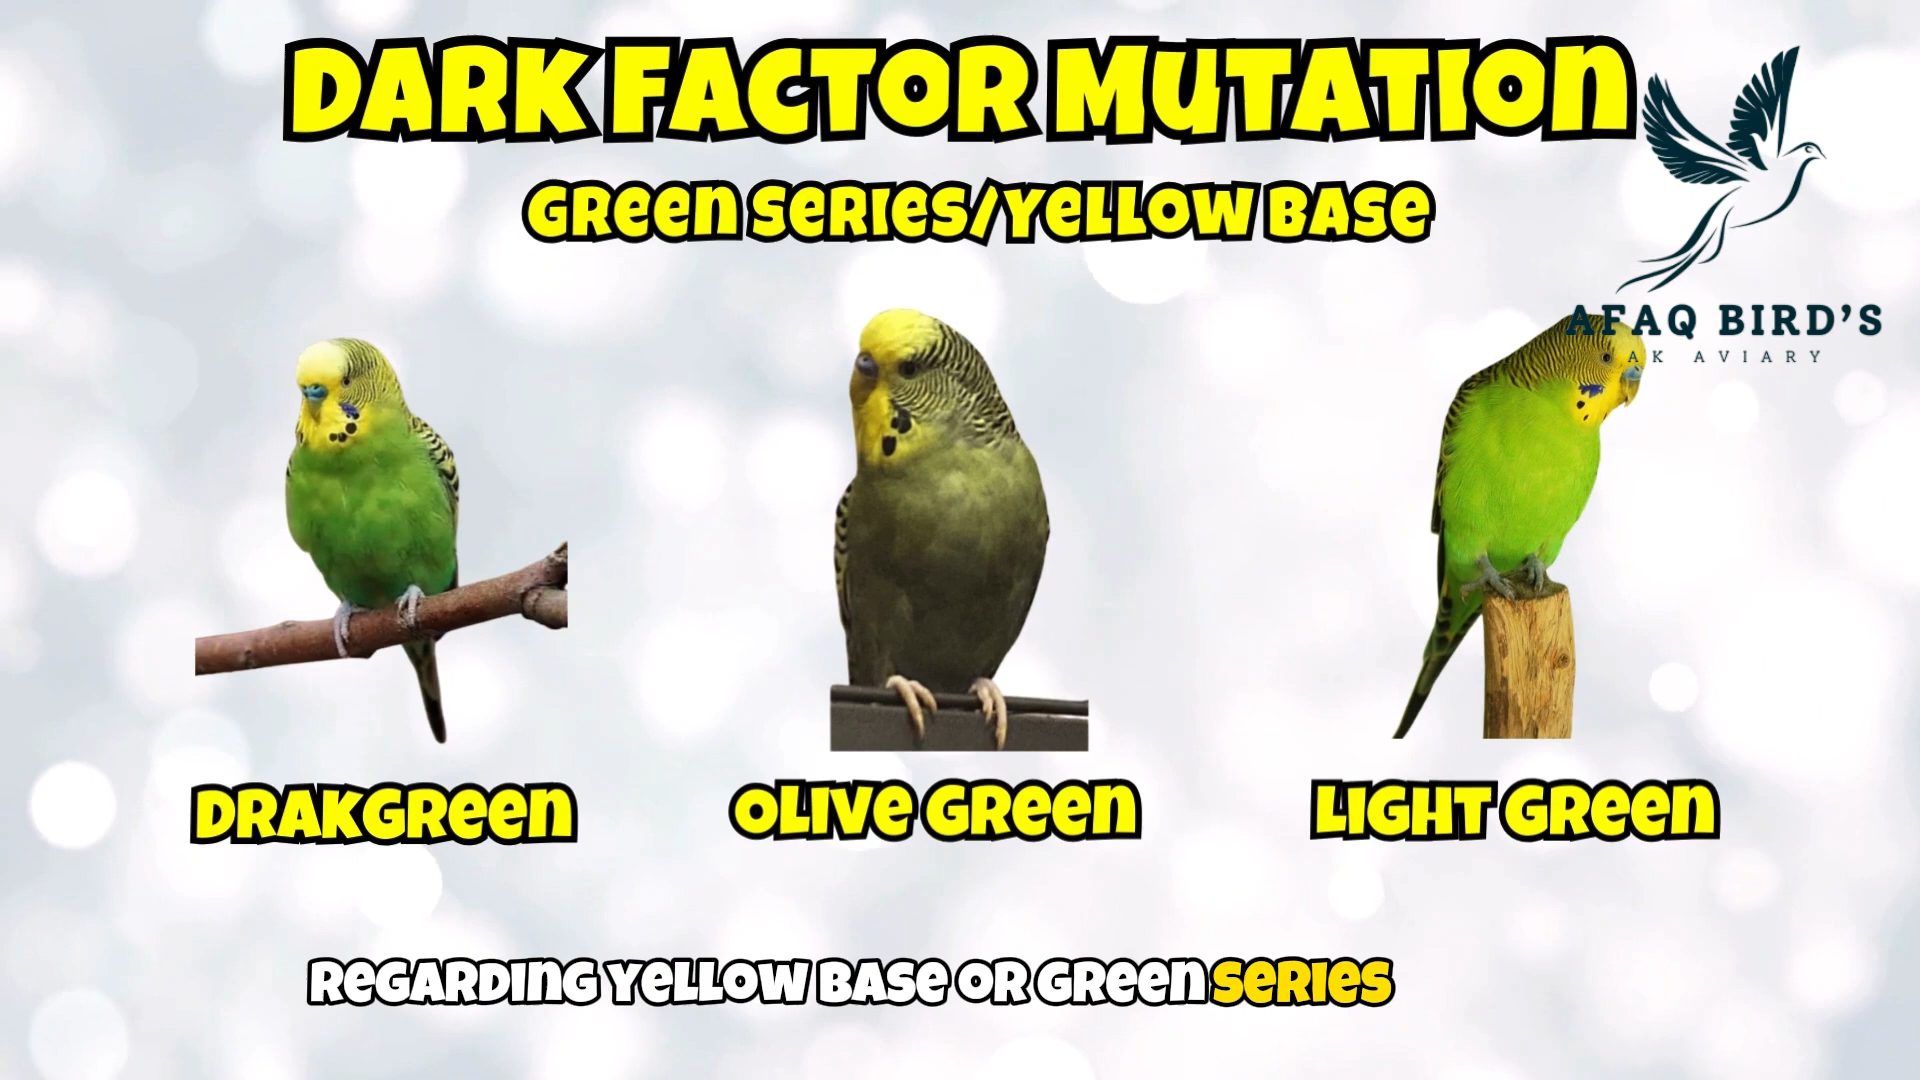 DARK FACTOR MUTATION
GREEN SERIES/YELLOW BASE
AFAQ BIRD'S
AK AVIARY
DRAKGREEN
OLIVE GREEN
LIGHT GREEN
REGARDING YELLOW BASE OR GREEN SERIES